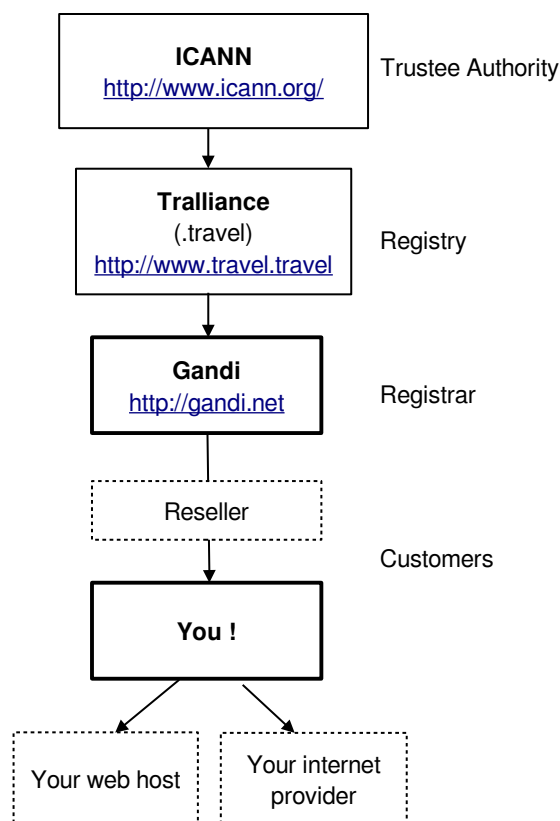 ICANN
http://www.icann.org/
Trustee Authority
Tralliance
(.travel)
http://www.travel.travel
Registry
Gandi
http://gandi.net
Registrar
Reseller
Customers
You !
Your web host
Your internet
provider